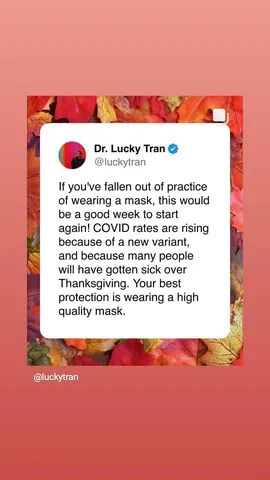 Dr. Lucky Tran
@luckytran
If you've fallen out of practice
of wearing a mask, this would
be a good week to start
again! COVID rates are rising
because of a new variant,
and because many people
will have gotten sick over
Thanksgiving. Your best
protection is wearing a high
quality mask.
@luckytran